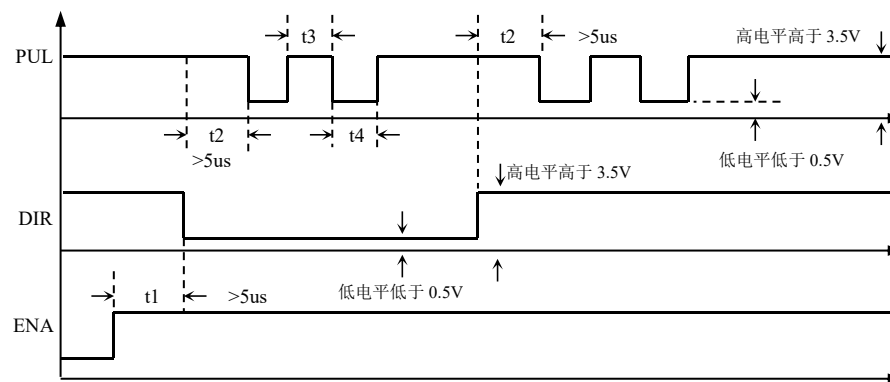 t3
t2
>5us
高电平高于 3.5V
PUL
t2
t4
>5us
低电平低于 0.5V
高电平高于 3.5V
DIR
低电平低于 0.5V
t1
>5us
ENA